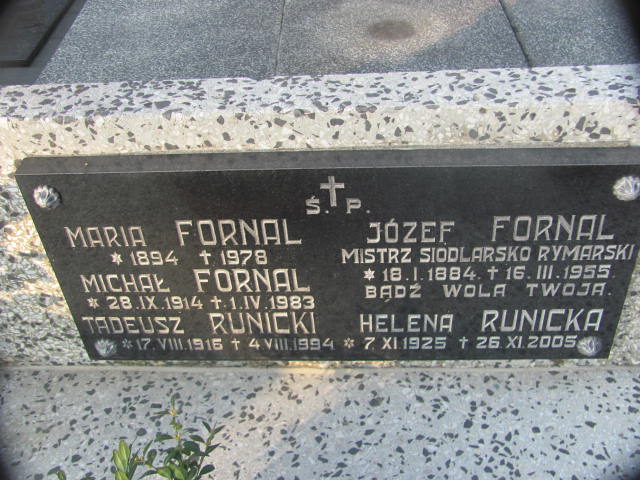 Ś. † P.
MARIA FORNAL
* 1894 † 1978
MICHAŁ FORNAL
* 28.IX.1914 † 1.IV.1983
TADEUSZ RUNICKI
* 17.VIII.1916 † 4.VIII.1994
JÓZEF FORNAL
MISTRZ SIODLARSKO RYMARSKI
* 18.I.1884. † 16.III.1955.
BĄDŹ WOLA TWOJA.
HELENA RUNICKA
* 7.XI.1925 † 26.XI.2005